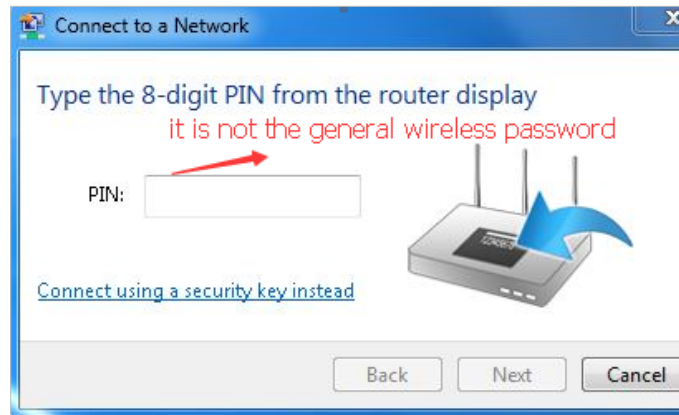 Connect to a Network
Type the 8-digit PIN from the router display
it is not the general wireless password
PIN:
12345670
Connect using a security key instead
Back
Next
Cancel